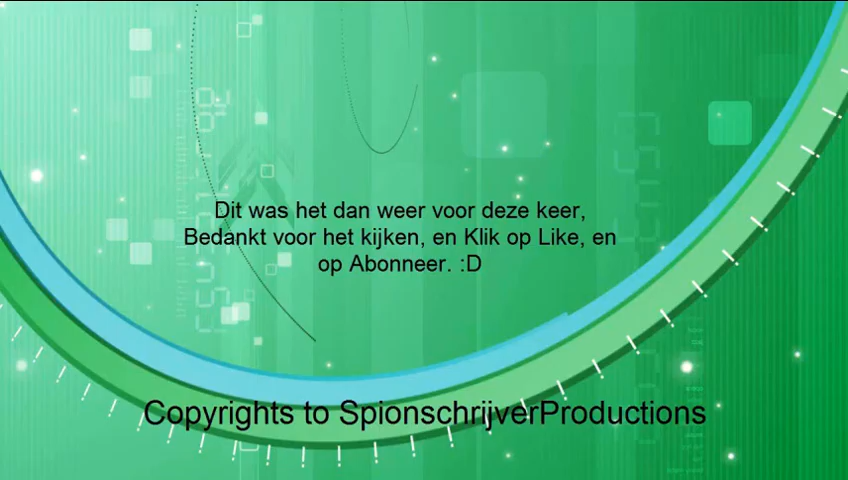 Dit was het dan weer voor deze keer,
Bedankt voor het kijken, en Klik op Like, en
op Abonneer. :D
Copyrights to SpionschrijverProductions